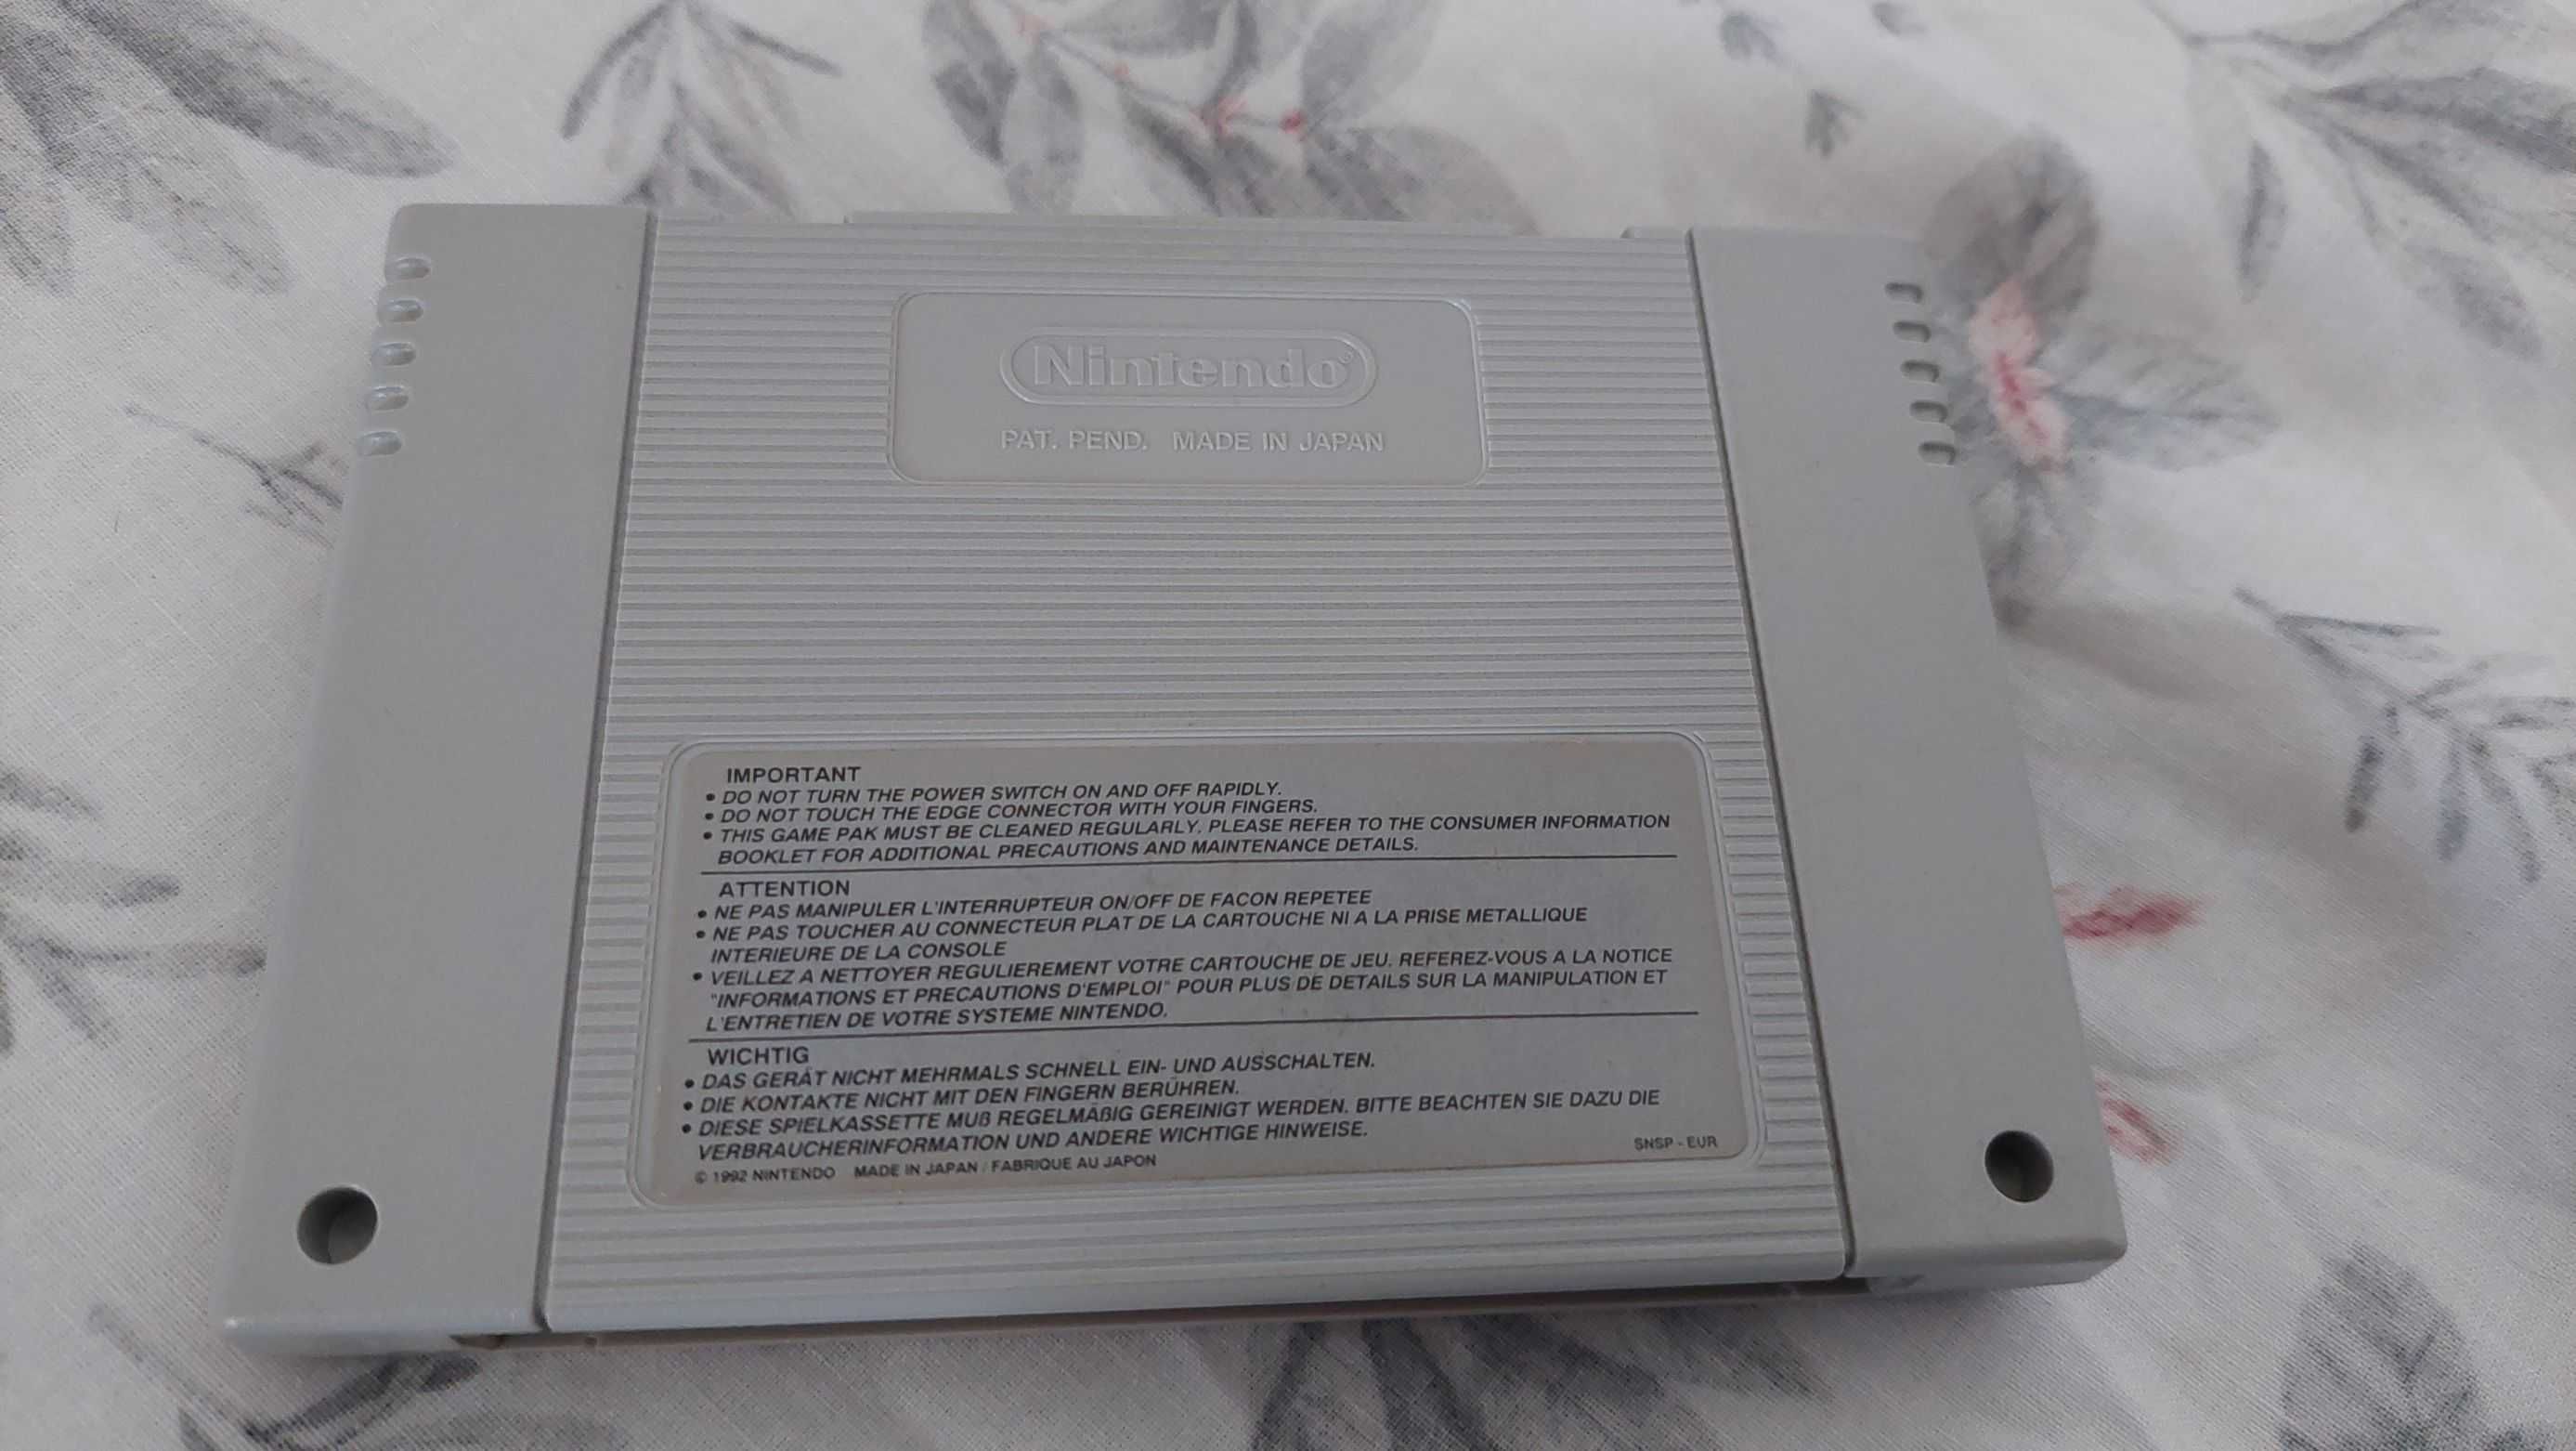 Nintendo®
PAT. PEND. MADE IN JAPAN
IMPORTANT
• DO NOT TURN THE POWER SWITCH ON AND OFF RAPIDLY.
• DO NOT TOUCH THE EDGE CONNECTOR WITH YOUR FINGERS.
• THIS GAME PAK MUST BE CLEANED REGULARLY. PLEASE REFER TO THE CONSUMER INFORMATION
BOOKLET FOR ADDITIONAL PRECAUTIONS AND MAINTENANCE DETAILS.
ATTENTION
• NE PAS MANIPULER L'INTERRUPTEUR ON/OFF DE FACON REPETEE
• NE PAS TOUCHER AU CONNECTEUR PLAT DE LA CARTOUCHE NI A LA PRISE METALLIQUE
INTERIEURE DE LA CONSOLE
• VEILLEZ A NETTOYER REGULIEREMENT VOTRE CARTOUCHE DE JEU. REFEREZ-VOUS A LA NOTICE
"INFORMATIONS ET PRECAUTIONS D'EMPLOI" POUR PLUS DE DETAILS SUR LA MANIPULATION ET
L'ENTRETIEN DE VOTRE SYSTEME NINTENDO.
WICHTIG
• DAS GERÄT NICHT MEHRMALS SCHNELL EIN- UND AUSSCHALTEN.
• DIE KONTAKTE NICHT MIT DEN FINGERN BERÜHREN.
• DIESE SPIELKASSETTE MUß REGELMÄßIG GEREINIGT WERDEN. BITTE BEACHTEN SIE DAZU DIE
VERBRAUCHERINFORMATION UND ANDERE WICHTIGE HINWEISE.
© 1992 NINTENDO MADE IN JAPAN / FABRIQUE AU JAPON
SNSP - EUR